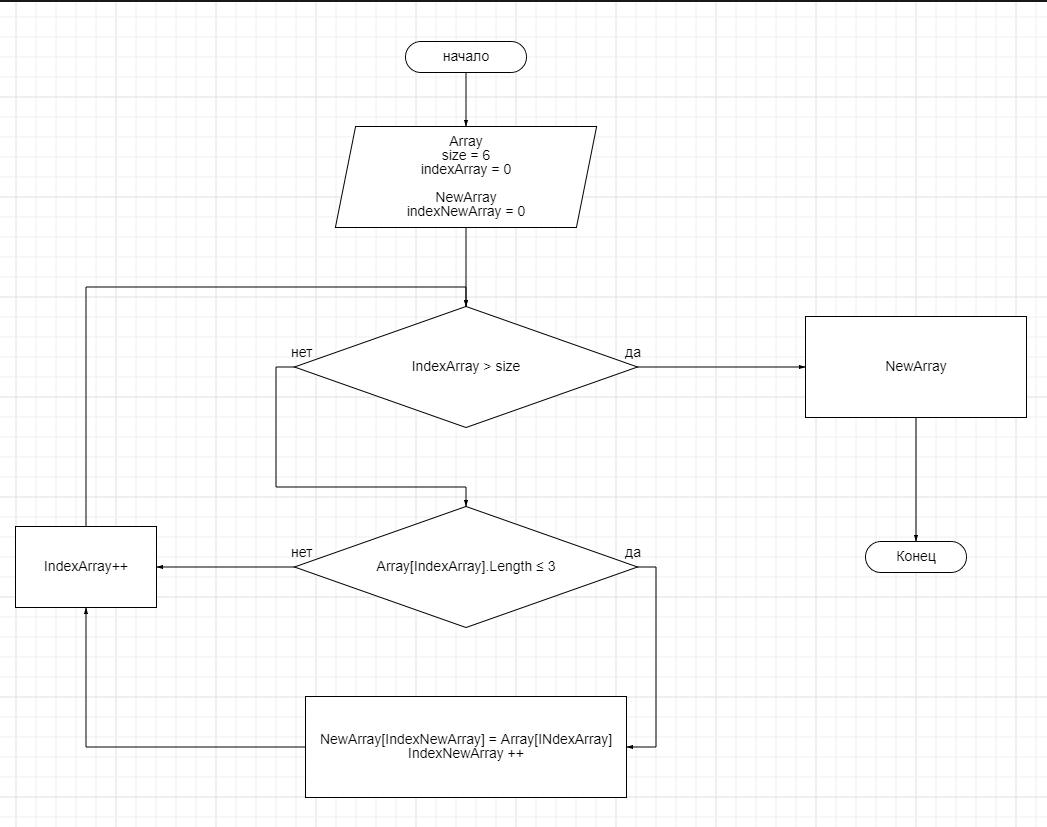 начало
Array
size = 6
indexArray = 0
NewArray
indexNewArray = 0
нет
IndexArray > size
да
NewArray
нет
Array[IndexArray].Length ≤ 3
да
IndexArray++
Конец
NewArray[IndexNewArray] = Array[INdexArray]
IndexNewArray ++